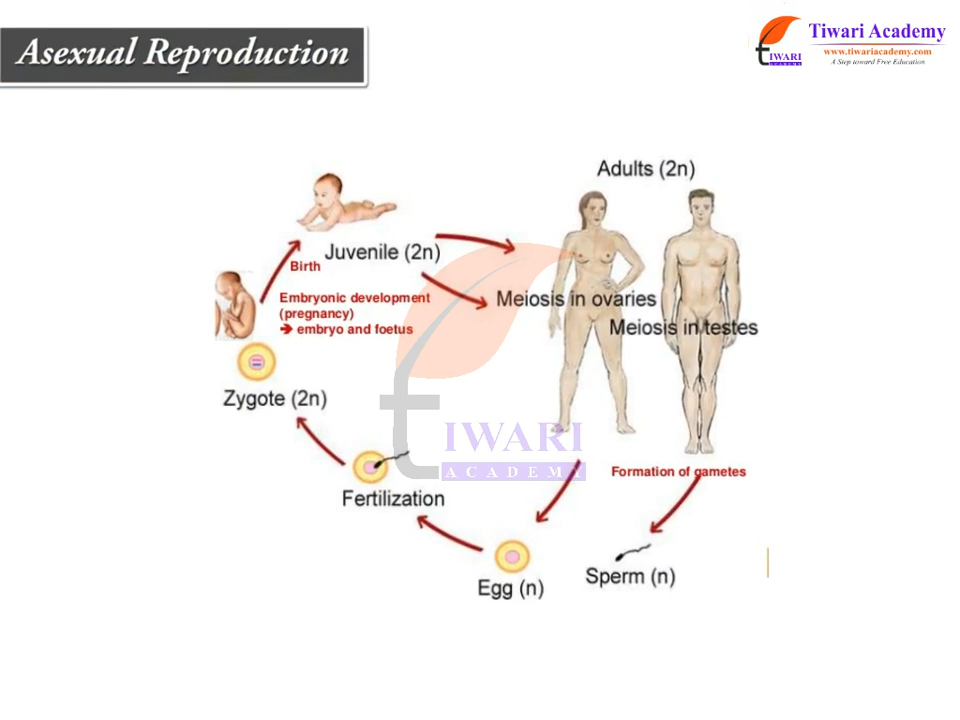 Asexual Reproduction
Tiwari Academy
www.tiwariacademy.com
A Step toward Free Education
TIWARI
ACADEMY
Adults (2n)
Juvenile (2n)
Birth
Embryonic development
(pregnancy)
➔ embryo and foetus
Meiosis in ovaries
Meiosis in testes
Zygote (2n)
TIWARI
ACADEMY
Formation of gametes
Fertilization
Egg (n)
Sperm (n)